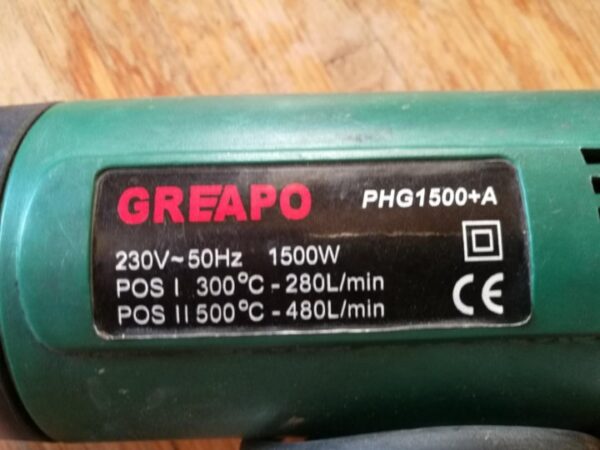 GREAPO PHG1500+A
230V~50Hz 1500W
POS I 300°C - 280L/min
POS II 500°C - 480L/min
CE